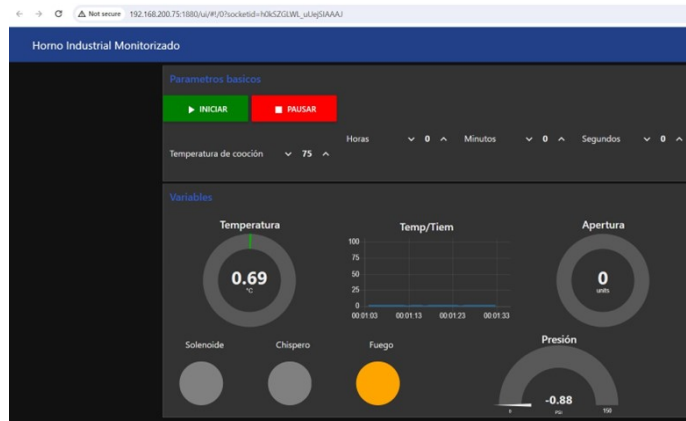 Not secure 192.168.200.75:1880/ui/#!/0?socketid=h0kSZGLWL_uUejSIAAAJ
Horno Industrial Monitorizado
Parametros basicos
INICIAR PAUSAR
Horas 0 Minutos 0 Segundos 0
Temperatura de cooción 75
Variables
Temperatura Temp/Tiem Apertura
100
75
50
25
0
0.69
°C
0
units
00:01:03 00:01:13 00:01:23 00:01:33
Solenoide Chispero Fuego Presión
-0.88
0 PSI 150